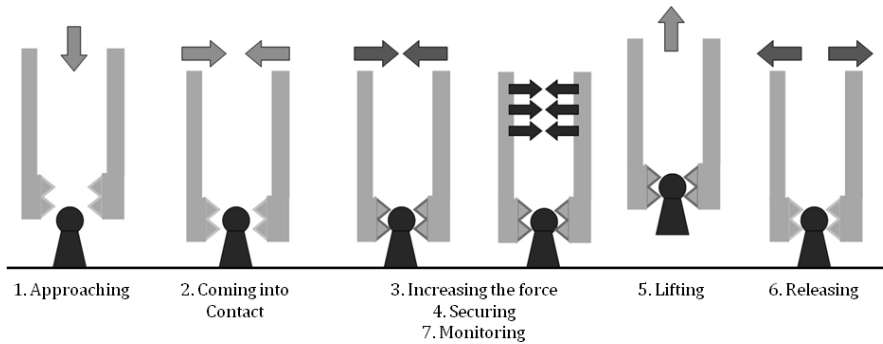 1. Approaching
2. Coming into
Contact
3. Increasing the force
4. Securing
7. Monitoring
5. Lifting
6. Releasing